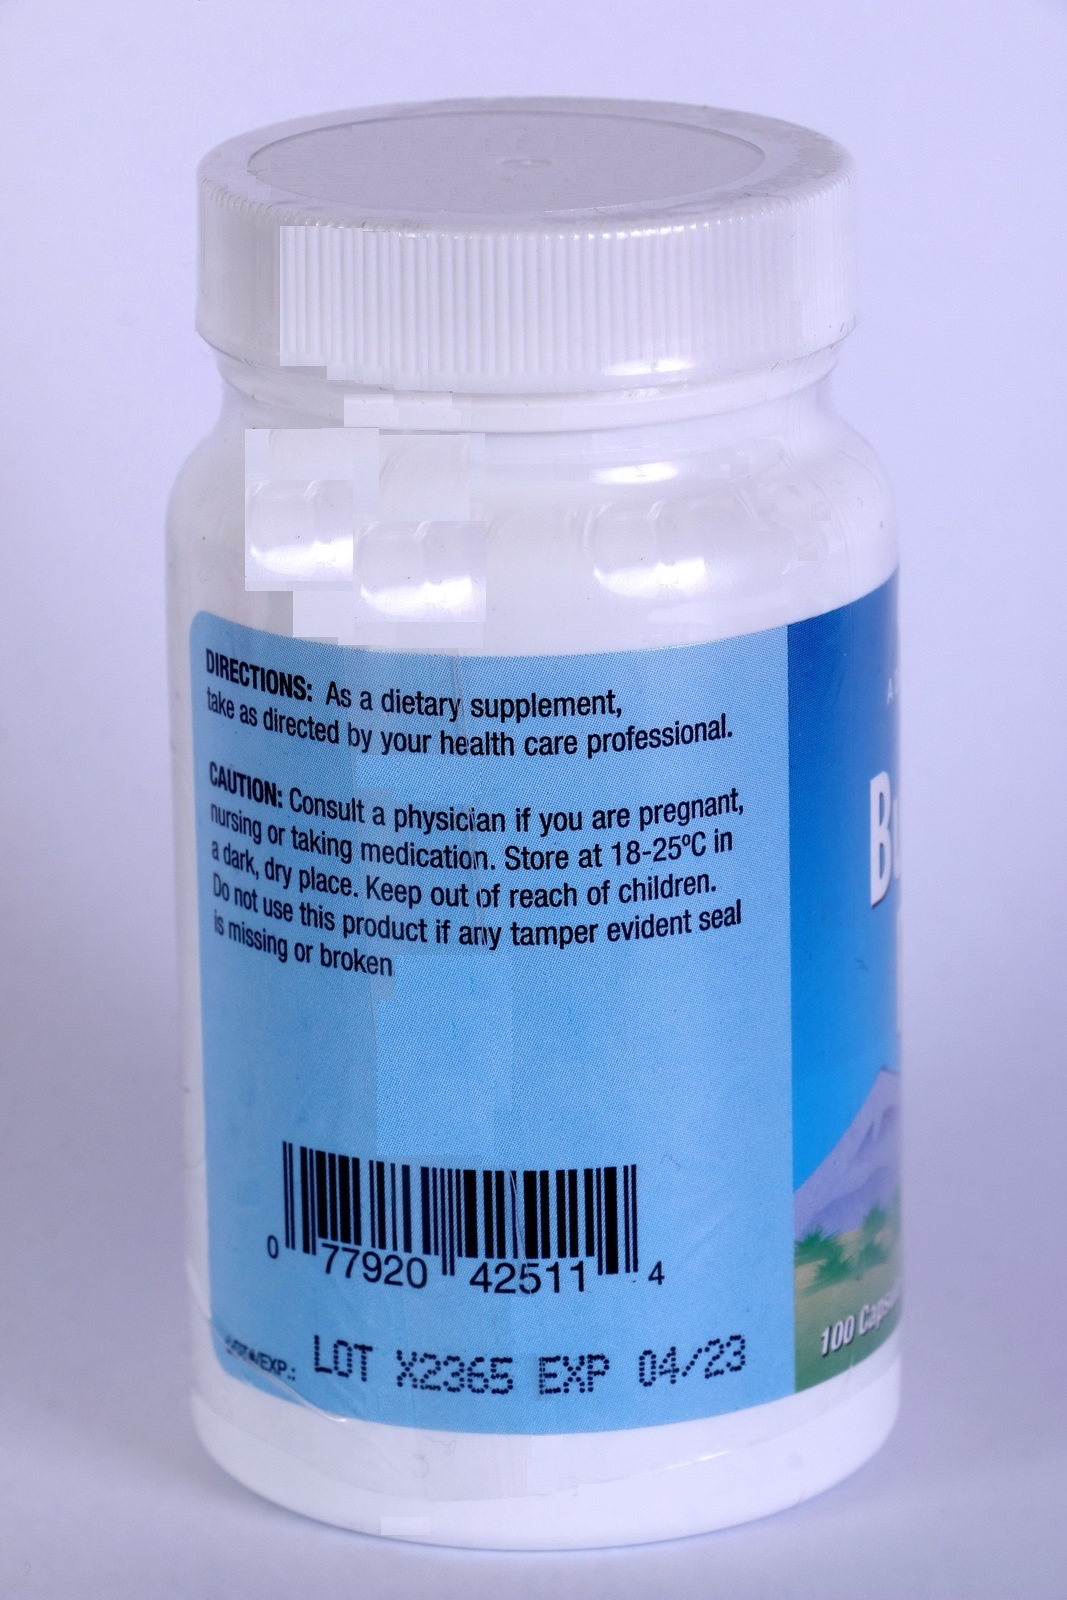 DIRECTIONS: As a dietary supplement,
take as directed by your health care professional.
CAUTION: Consult a physician if you are pregnant,
nursing or taking medication. Store at 18-25ºC in
a dark, dry place. Keep out of reach of children.
Do not use this product if any tamper evident seal
is missing or broken
0 77920 42511 4
LOT X2365 EXP 04/23
100